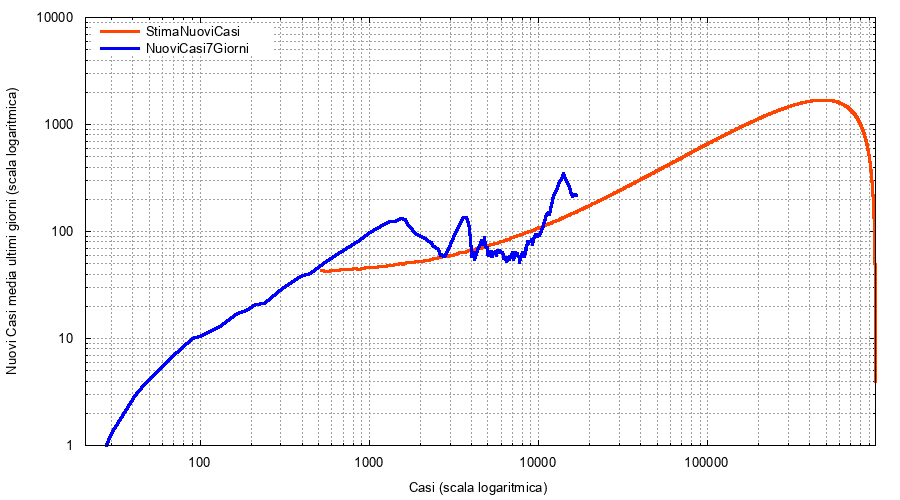 10000
1000
100
10
1
StimaNuoviCasi
NuoviCasi7Giorni
Nuovi Casi media ultimi giorni (scala logaritmica)
100
1000
10000
100000
Casi (scala logaritmica)